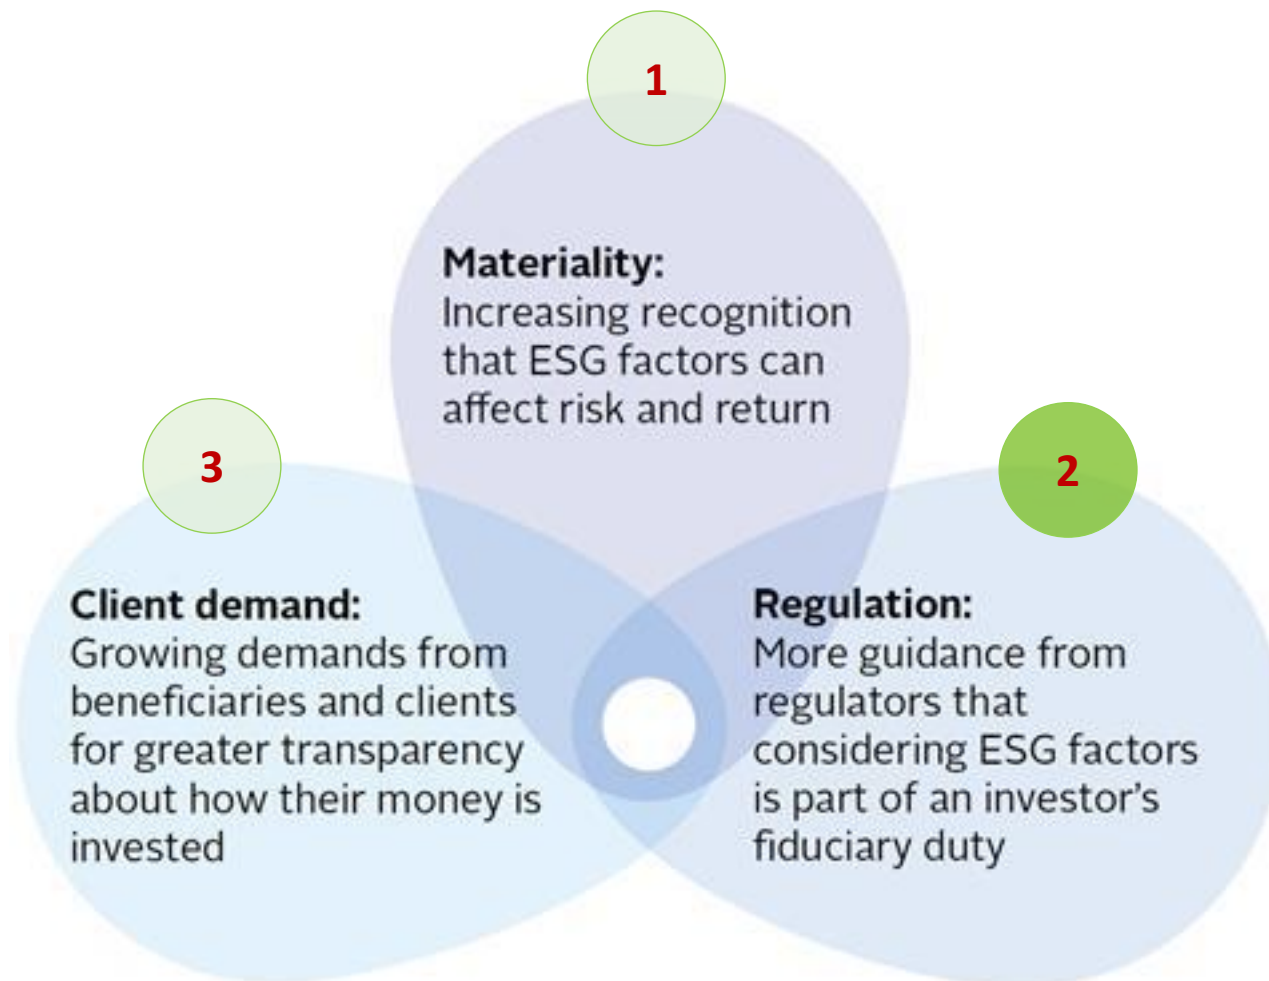 1
Materiality:
Increasing recognition
that ESG factors can
affect risk and return
3
Client demand:
Growing demands from
beneficiaries and clients
for greater transparency
about how their money is
invested
2
Regulation:
More guidance from
regulators that
considering ESG factors
is part of an investor’s
fiduciary duty